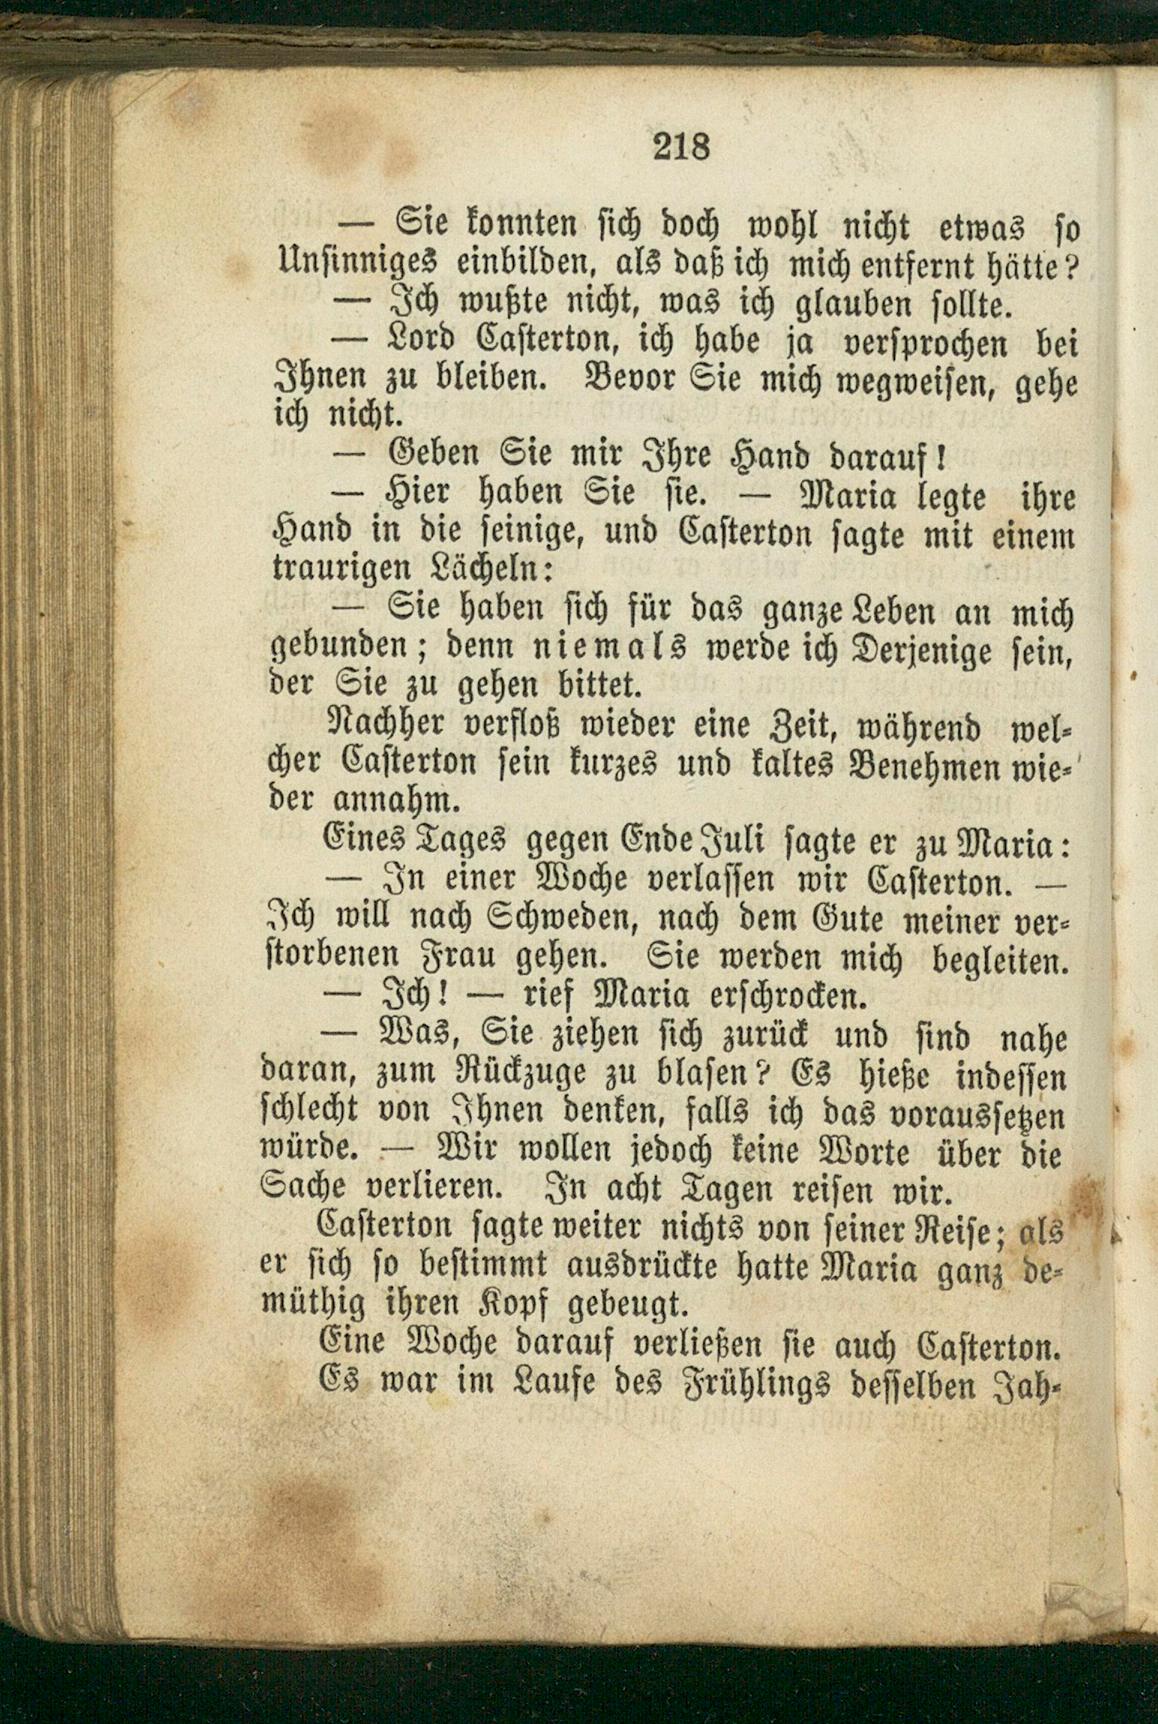 218
— Sie konnten sich doch wohl nicht etwas so
Unsinniges einbilden, als daß ich mich entfernt hätte?
— Ich wußte nicht, was ich glauben sollte.
— Lord Casterton, ich habe ja versprochen bei
Ihnen zu bleiben. Bevor Sie mich wegweisen, gehe
ich nicht.
— Geben Sie mir Ihre Hand darauf!
— Hier haben Sie sie. — Maria legte ihre
Hand in die seinige, und Casterton sagte mit einem
traurigen Lächeln:
— Sie haben sich für das ganze Leben an mich
gebunden; denn niemals werde ich Derjenige sein,
der Sie zu gehen bittet.
Nachher verfloß wieder eine Zeit, während wel-
cher Casterton sein kurzes und kaltes Benehmen wie-
der annahm.
Eines Tages gegen Ende Juli sagte er zu Maria:
— In einer Woche verlassen wir Casterton. —
Ich will nach Schweden, nach dem Gute meiner ver-
storbenen Frau gehen. Sie werden mich begleiten.
— Ich! — rief Maria erschrocken.
— Was, Sie ziehen sich zurück und sind nahe
daran, zum Rückzuge zu blasen? Es hieße indessen
schlecht von Ihnen denken, falls ich das voraussetzen
würde. — Wir wollen jedoch keine Worte über die
Sache verlieren. In acht Tagen reisen wir.
Casterton sagte weiter nichts von seiner Reise; als
er sich so bestimmt ausdrückte hatte Maria ganz de-
müthig ihren Kopf gebeugt.
Eine Woche darauf verließen sie auch Casterton.
Es war im Laufe des Frühlings desselben Jah-